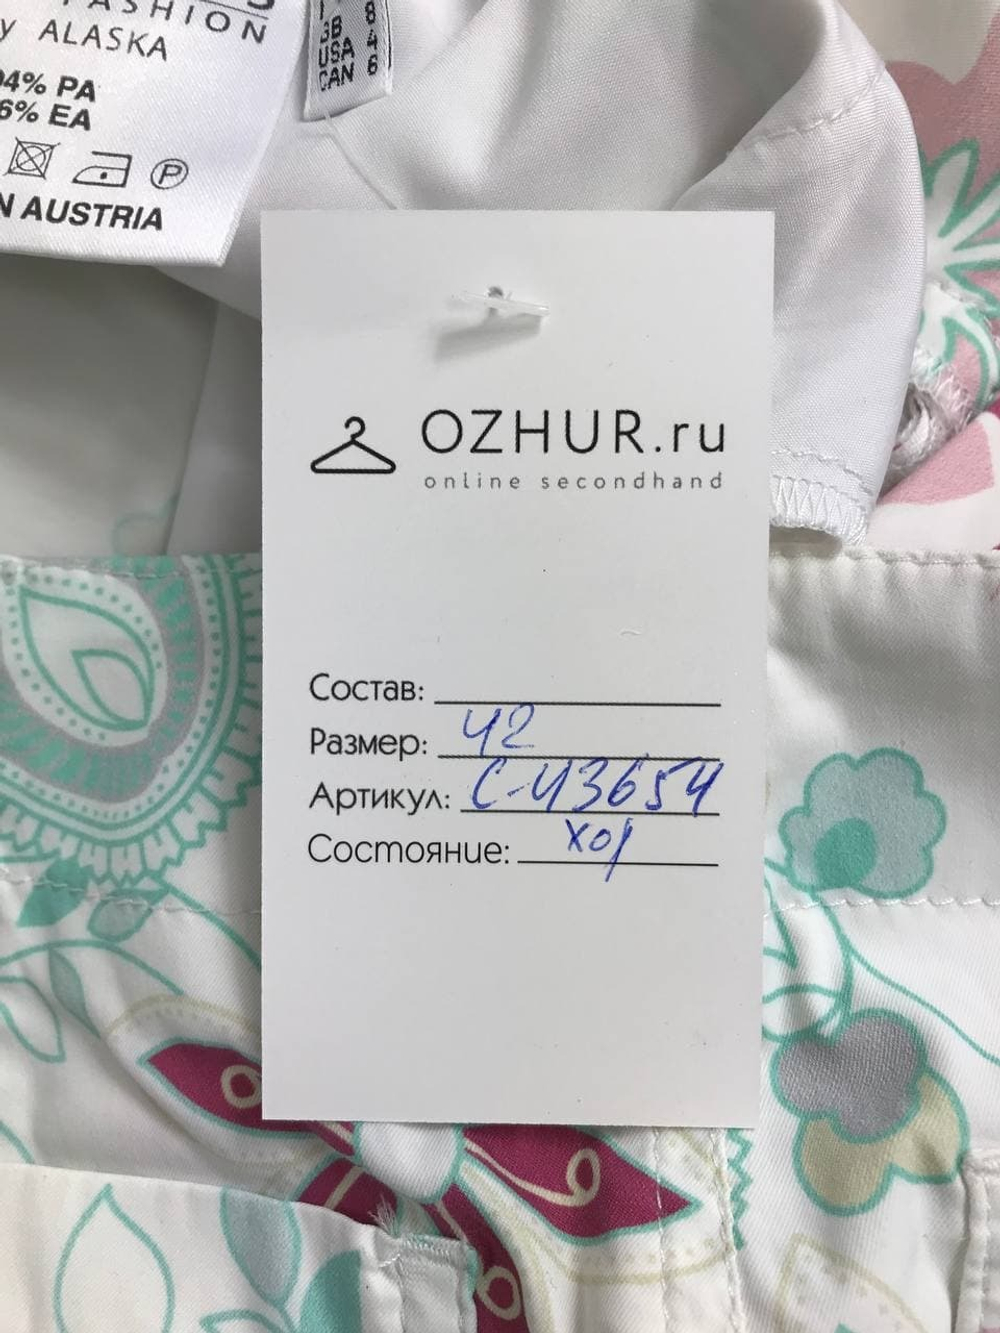 FASHION
y ALASKA
94% PA
6% EA
P
N AUSTRIA
8
GB 8
USA 4
CAN 6
OZHUR.ru
online secondhand
Состав:
Размер: 42
Артикул: С-43654
Состояние: хор